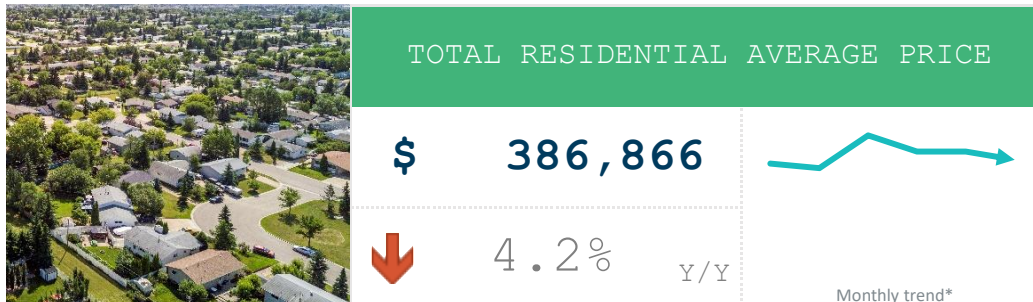 TOTAL RESIDENTIAL AVERAGE PRICE
$ 386,866
4.2% Y/Y
Monthly trend*